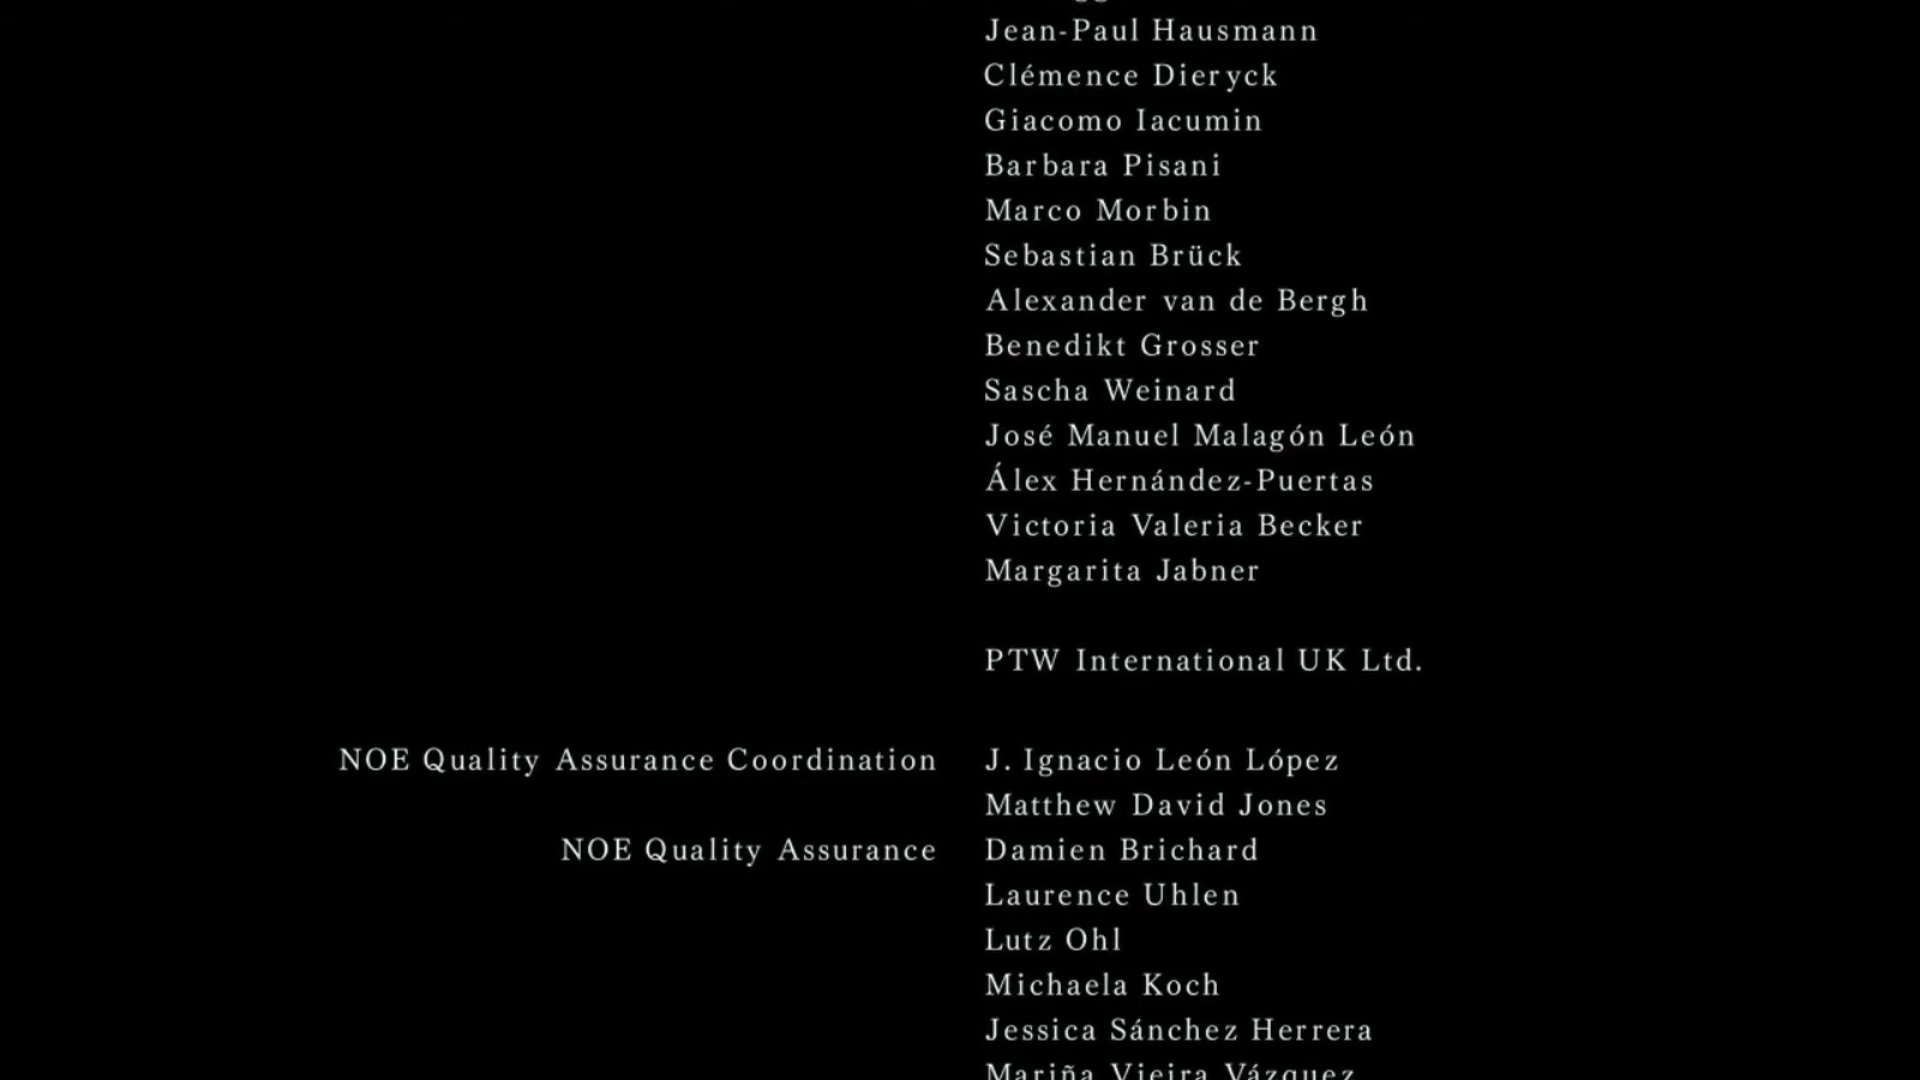 Jean-Paul Hausmann
Clémence Dieryck
Giacomo Iacumin
Barbara Pisani
Marco Morbin
Sebastian Brück
Alexander van de Bergh
Benedikt Grosser
Sascha Weinard
José Manuel Malagón León
Álex Hernández-Puertas
Victoria Valeria Becker
Margarita Jabner
PTW International UK Ltd.
NOE Quality Assurance Coordination J. Ignacio León López
Matthew David Jones
NOE Quality Assurance Damien Brichard
Laurence Uhlen
Lutz Ohl
Michaela Koch
Jessica Sánchez Herrera
Mariña Vieira Vázquez